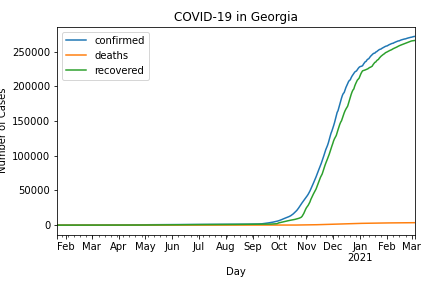 COVID-19 in Georgia
confirmed
deaths
recovered
Number of Cases
250000
200000
150000
100000
50000
0
Feb Mar Apr May Jun Jul Aug Sep Oct Nov Dec Jan Feb Mar
2021
Day